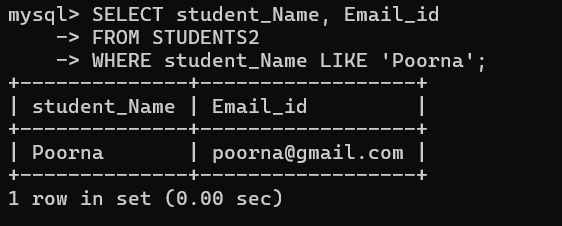 mysql> SELECT student_Name, Email_id
    -> FROM STUDENTS2
    -> WHERE student_Name LIKE 'Poorna';
+--------------+------------------+
| student_Name | Email_id         |
+--------------+------------------+
| Poorna       | poorna@gmail.com |
+--------------+------------------+
1 row in set (0.00 sec)